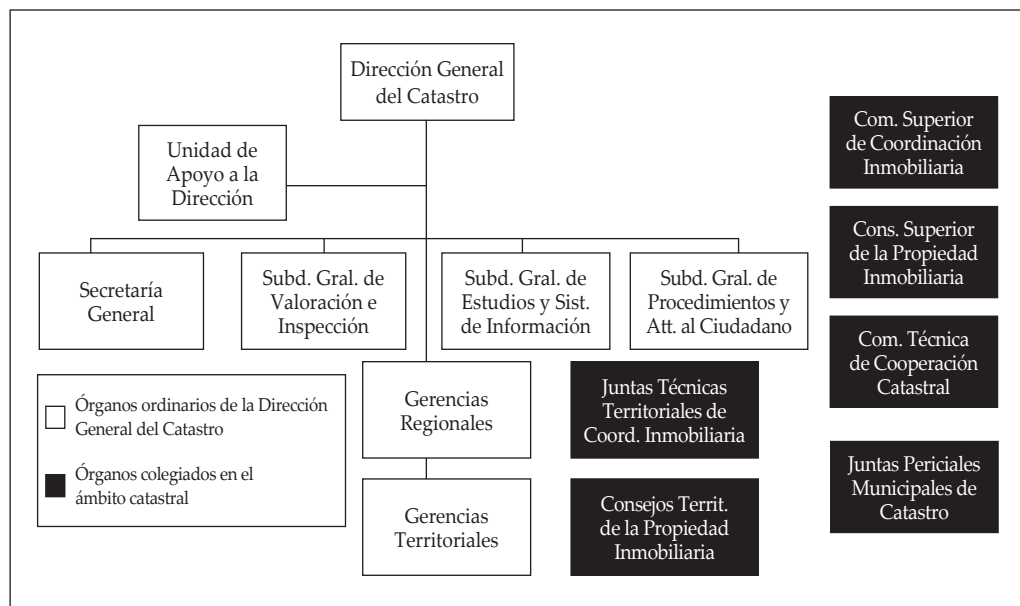 Dirección General
del Catastro
Unidad de
Apoyo a la
Dirección
Secretaría
General
Subd. Gral. de
Valoración e
Inspección
Subd. Gral. de
Estudios y Sist.
de Información
Subd. Gral. de
Procedimientos y
Att. al Ciudadano
Gerencias
Regionales
Gerencias
Territoriales
Juntas Técnicas
Territoriales de
Coord. Inmobiliaria
Consejos Territ.
de la Propiedad
Inmobiliaria
Com. Superior
de Coordinación
Inmobiliaria
Cons. Superior
de la Propiedad
Inmobiliaria
Com. Técnica
de Cooperación
Catastral
Juntas Periciales
Municipales de
Catastro
Órganos ordinarios de la Dirección
General del Catastro
Órganos colegiados en el
ámbito catastral